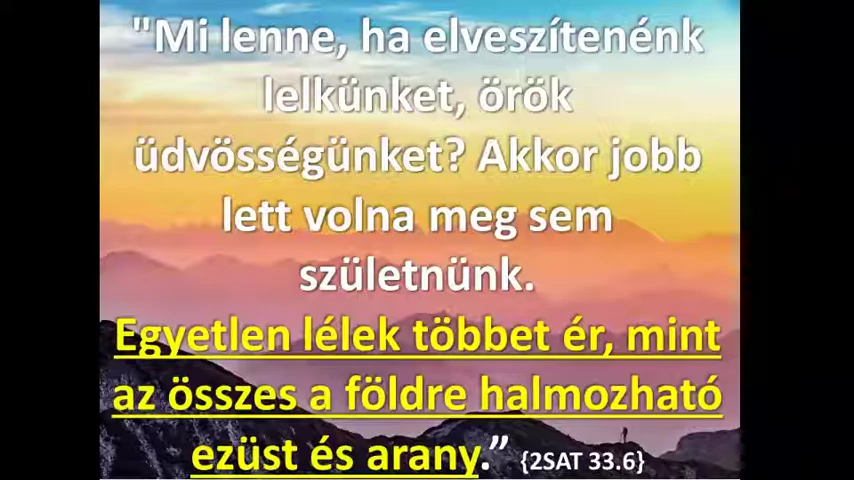 "Mi lenne, ha elveszítenénk
lelkünket, örök
üdvösségünket? Akkor jobb
lett volna meg sem
születnünk.
Egyetlen lélek többet ér, mint
az összes a földre halmozható
ezüst és arany.” {2SAT 33.6}